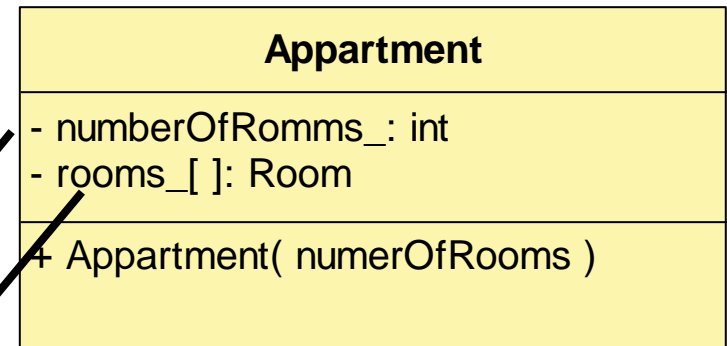 Appartment
- numberOfRomms_: int
- rooms_[ ]: Room
+ Appartment( numerOfRooms )